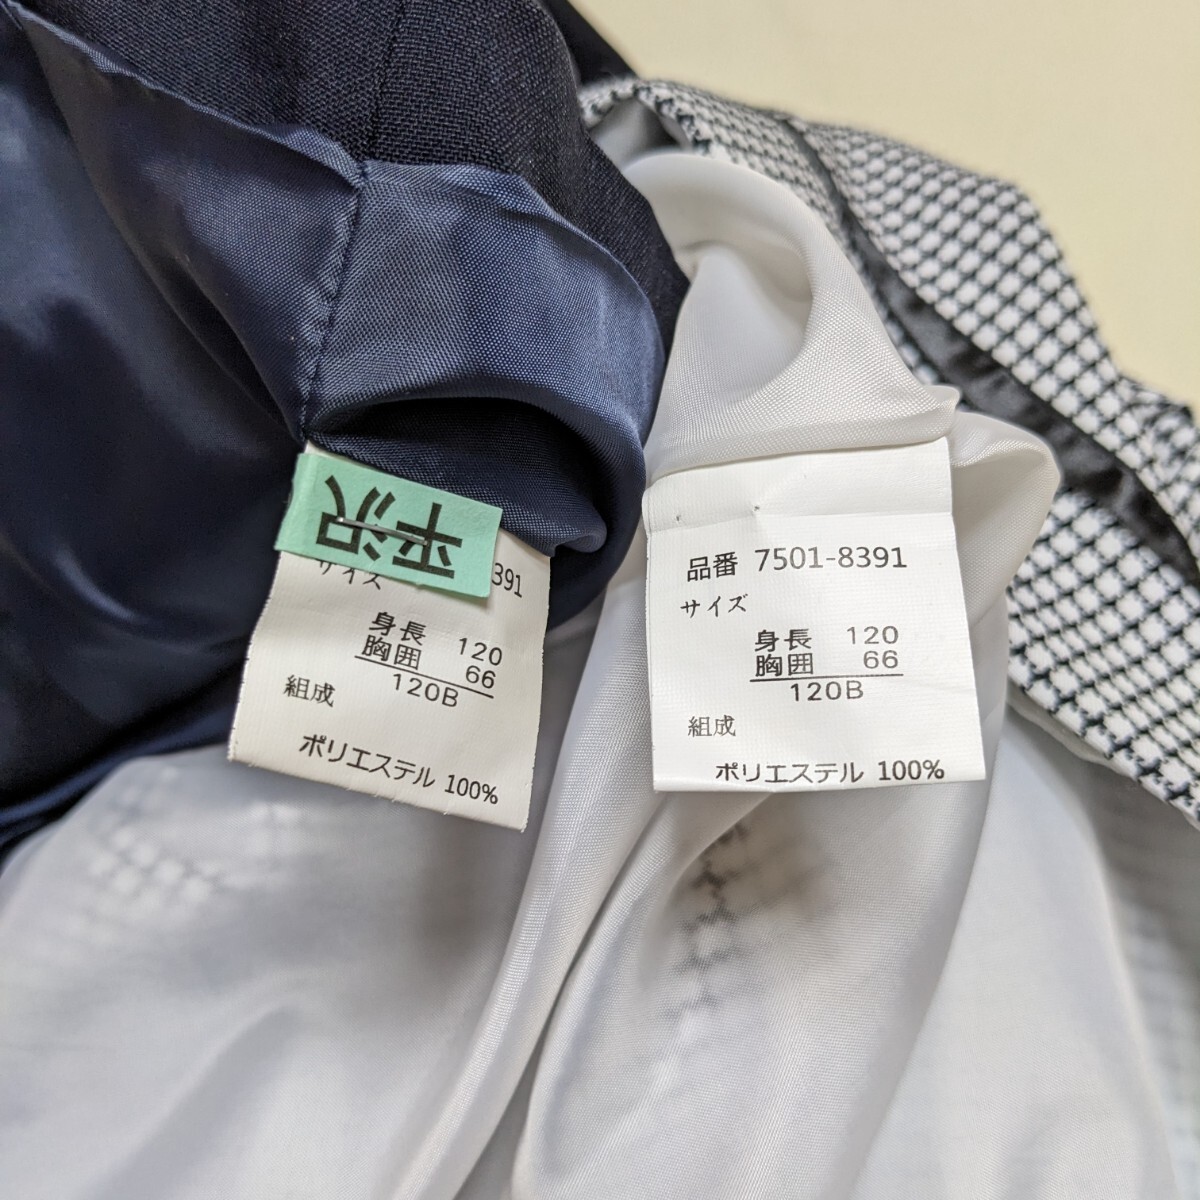 平沢
391
サイズ
身長 120
胸囲 66
120B
組成
ポリエステル 100%
品番 7501-8391
サイズ
身長 120
胸囲 66
120B
組成
ポリエステル 100%